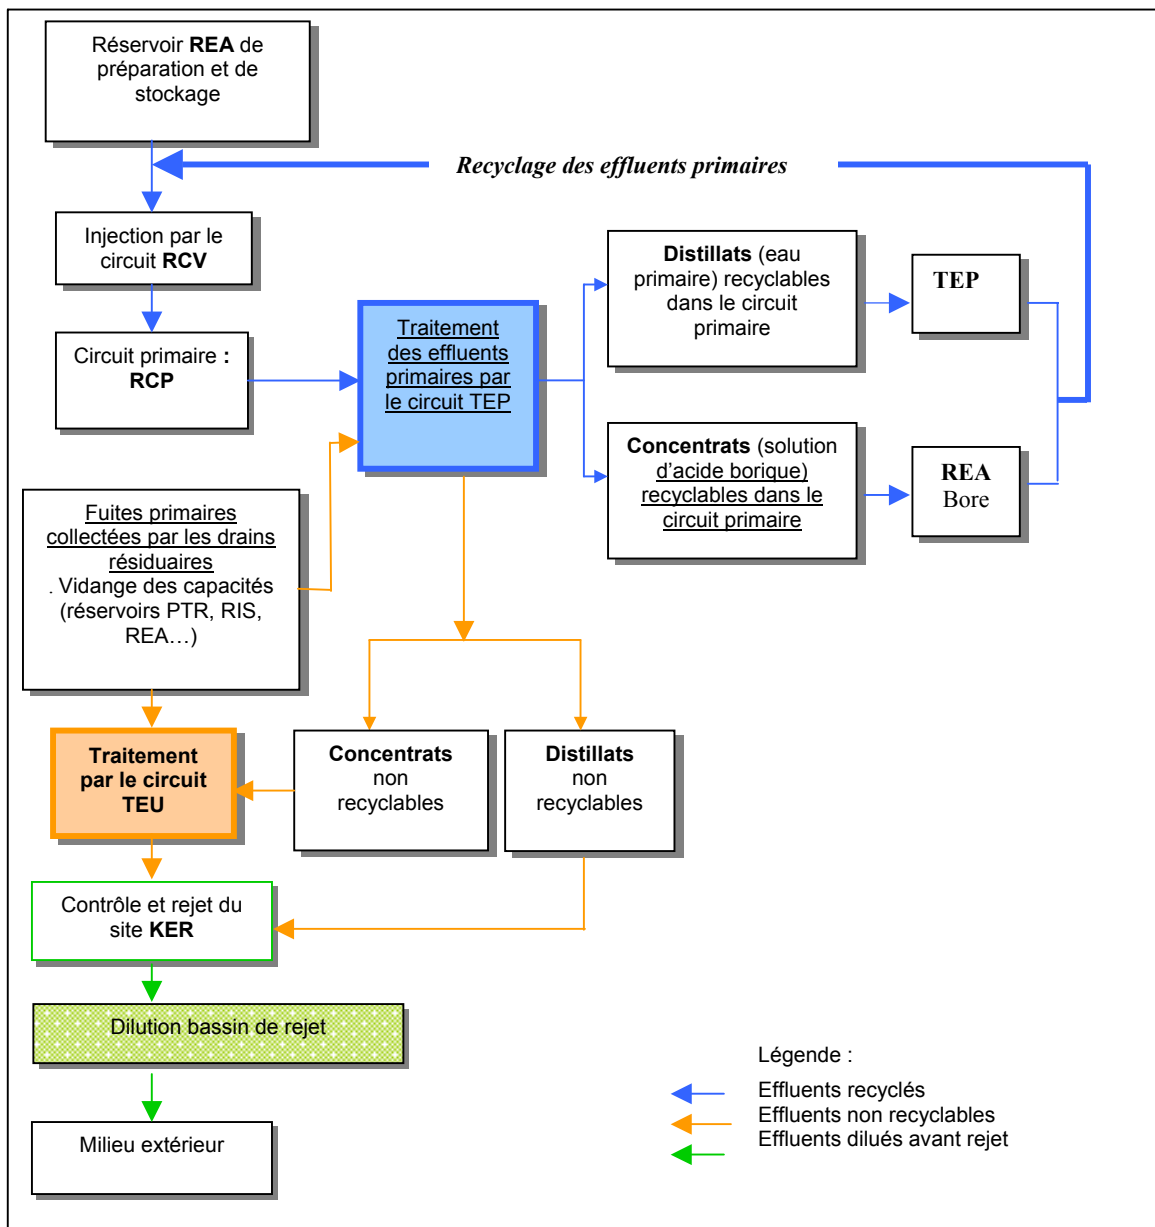 Réservoir REA de
préparation et de
stockage
Recyclage des effluents primaires
Injection par le
circuit RCV
Distillats (eau
primaire) recyclables
dans le circuit
primaire
TEP
Traitement
des effluents
primaires par
le circuit TEP
Circuit primaire :
RCP
Concentrats (solution
d'acide borique)
recyclables dans le
circuit primaire
REA
Bore
Fuites primaires
collectées par les drains
résiduaires
. Vidange des capacités
(réservoirs PTR, RIS,
REA…)
Traitement
par le circuit
TEU
Concentrats
non
recyclables
Distillats
non
recyclables
Contrôle et rejet du
site KER
Dilution bassin de rejet
Milieu extérieur
Légende :
Effluents recyclés
Effluents non recyclables
Effluents dilués avant rejet